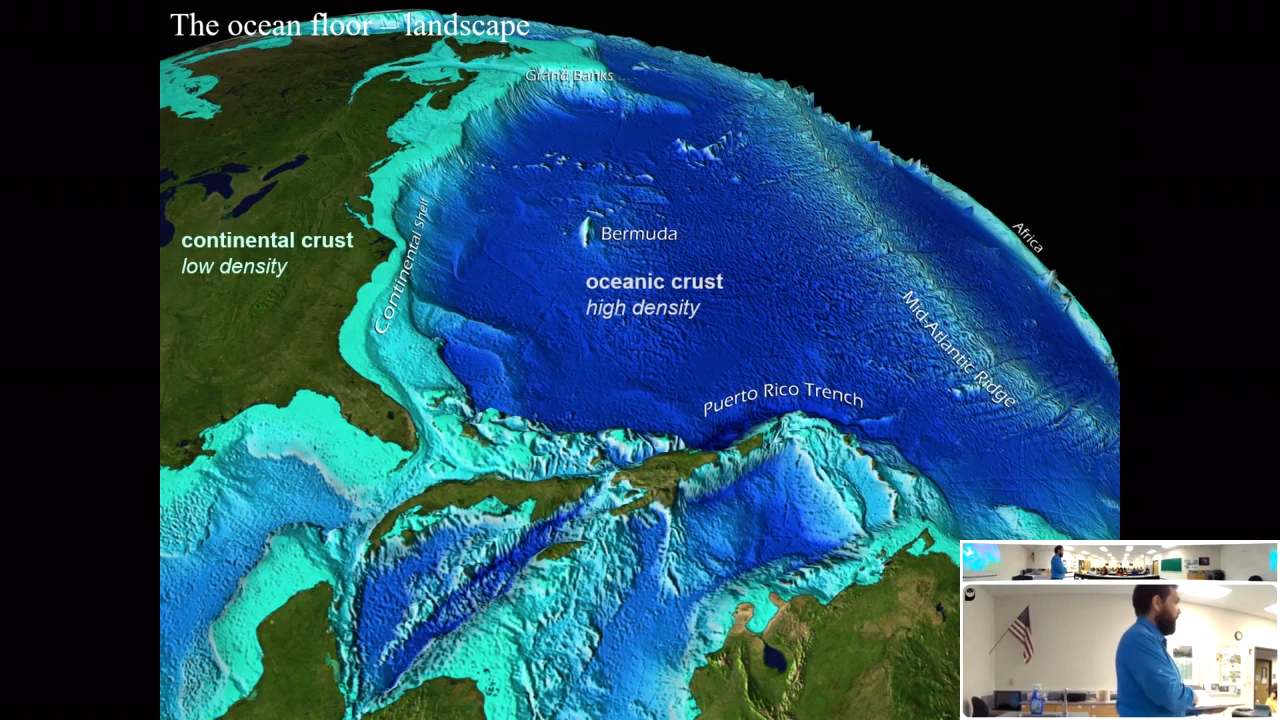 The ocean floor – landscape
Grand Banks
Africa
Continental Shelf
Bermuda
continental crust
low density
oceanic crust
high density
Mid-Atlantic Ridge
Puerto Rico Trench